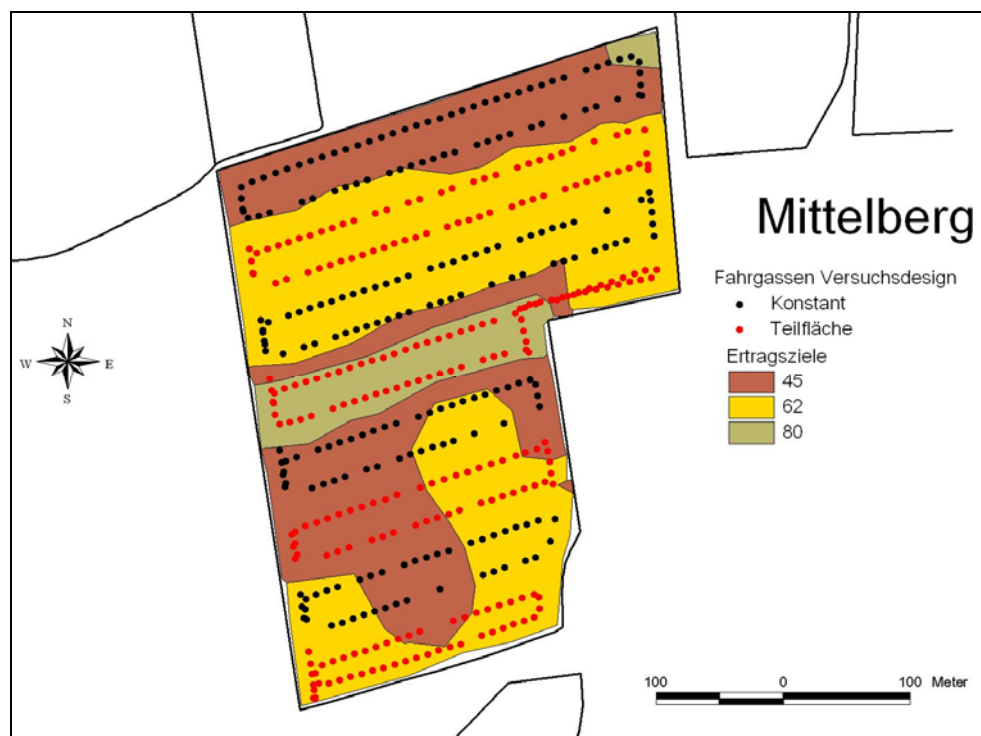 Mittelberg
Fahrgassen Versuchsdesign
Konstant
Teilfläche
Ertragsziele
45
62
80
N
W E
S
100 0 100 Meter